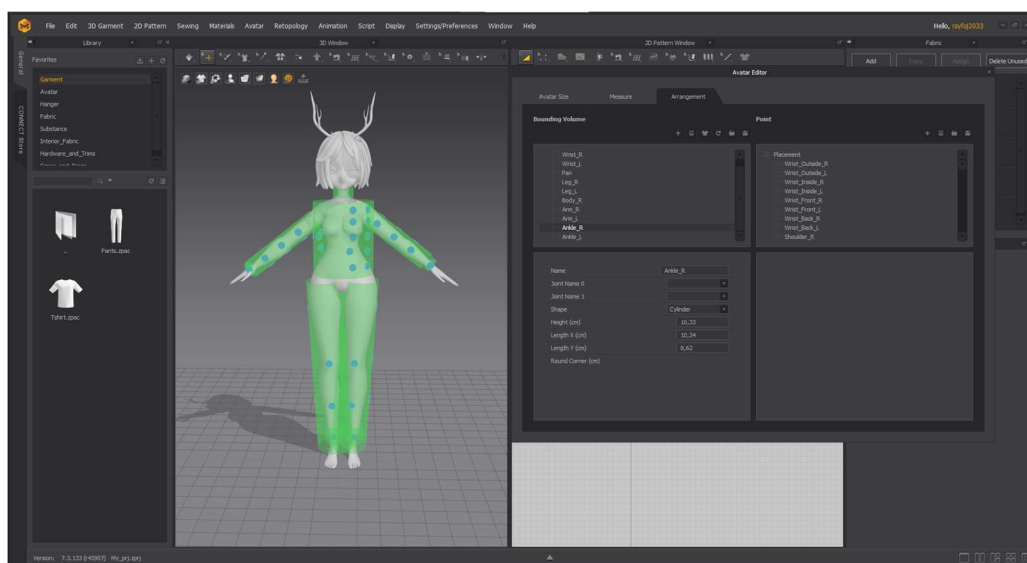 File Edit 3D Garment 2D Pattern Sewing Materials Avatar Retopology Animation Script Display Settings/Preferences Window Help
Hello, rayfoj2033
Library
3D Window
2D Pattern Window
Fabric
General
CONNECT Store
Favorites
Garment
Avatar
Hanger
Fabric
Substance
Interior_Fabric
Hardware_and_Trims
..
Pants.zpac
Tshirt.zpac
Add Copy Assign Delete Unused
Avatar Editor
Avatar Size Measure Arrangement
Bounding Volume
Wrist_R
Wrist_L
Pan
Leg_R
Leg_L
Body_R
Arm_R
Arm_L
Ankle_R
Ankle_L
Point
Placement
Wrist_Outside_R
Wrist_Outside_L
Wrist_Inside_R
Wrist_Inside_L
Wrist_Front_R
Wrist_Front_L
Wrist_Back_R
Wrist_Back_L
Shoulder_R
Name Ankle_R
Joint Name 0
Joint Name 1
Shape Cylinder
Height (cm) 10,33
Length X (cm) 10,34
Length Y (cm) 8,62
Round Corner (cm)
Version: 7.3.133 (r41907) My_prj.zprj